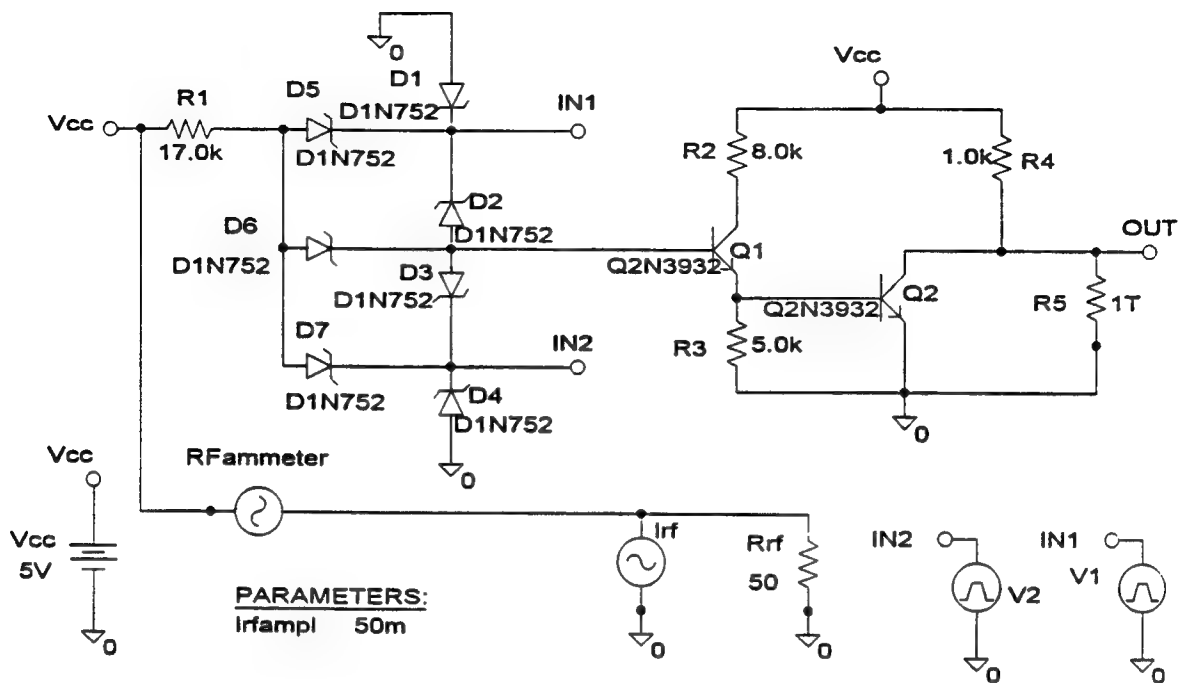 0
Vcc
D1
D1N752
IN1
R1
D5
Vcc
17.0k
D1N752
R2
8.0k
1.0k
R4
D2
D1N752
OUT
D6
D1N752
D3
D1N752
Q2N3932
Q1
Q2N3932
Q2
R5
1T
D7
D1N752
IN2
R3
5.0k
D4
D1N752
0
0
Vcc
RFammeter
Irf
Rrf
50
IN2
IN1
Vcc
5V
V2
V1
PARAMETERS:
Irfampl 50m
0
0
0
0
0